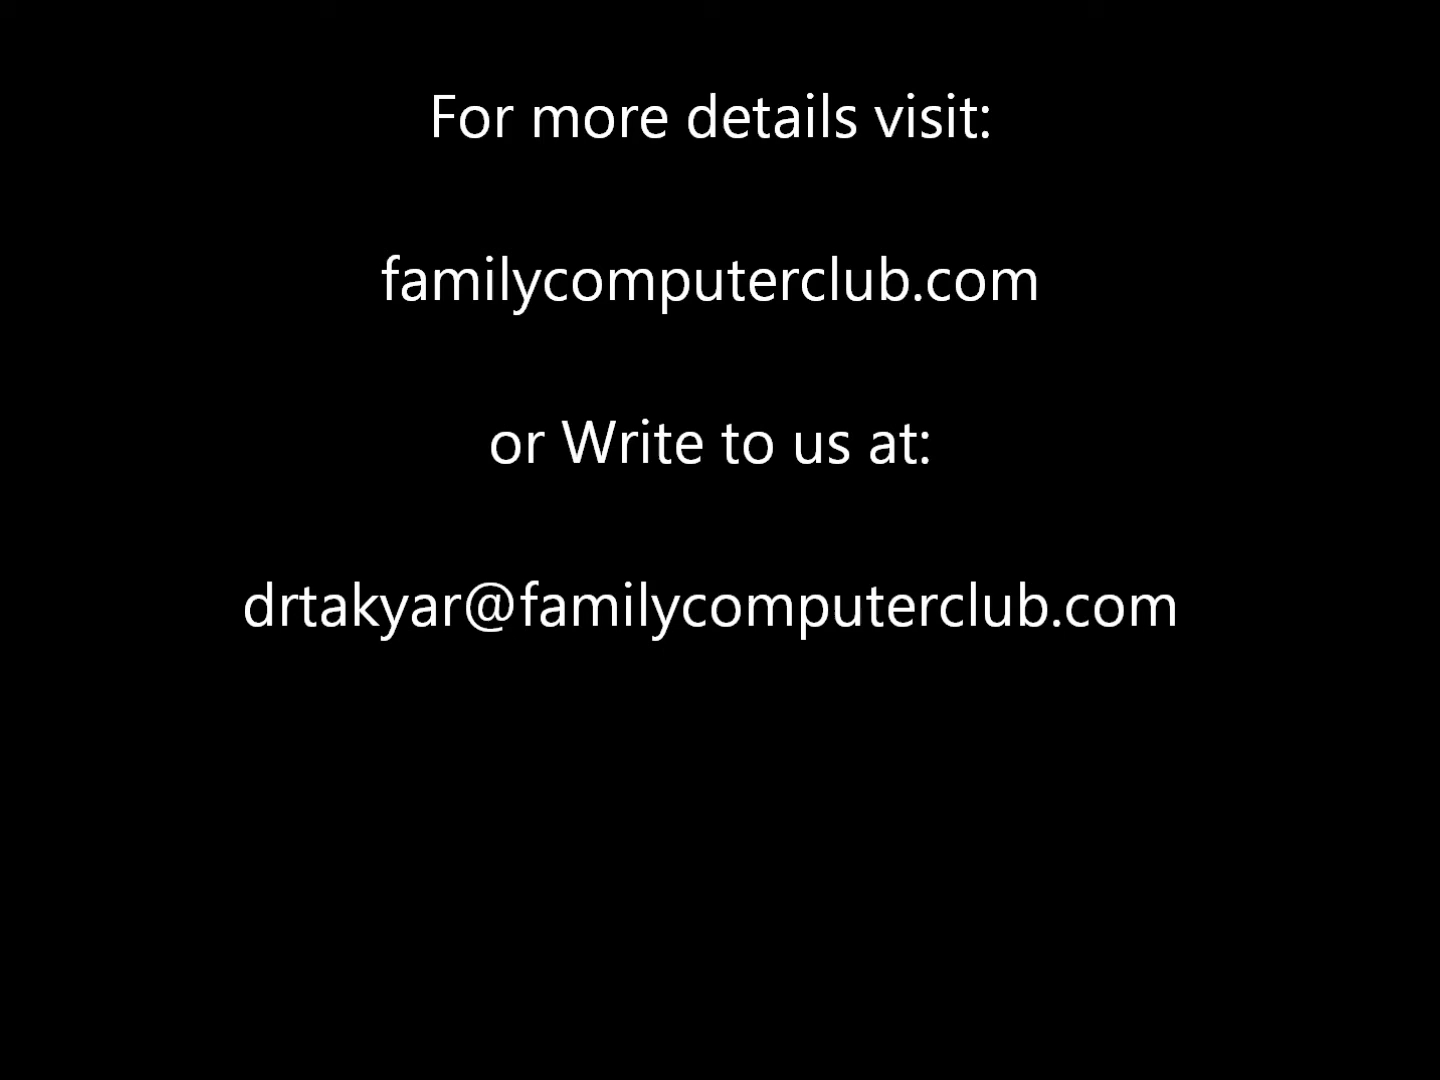 For more details visit:
familycomputerclub.com
or Write to us at:
drtakyar@familycomputerclub.com